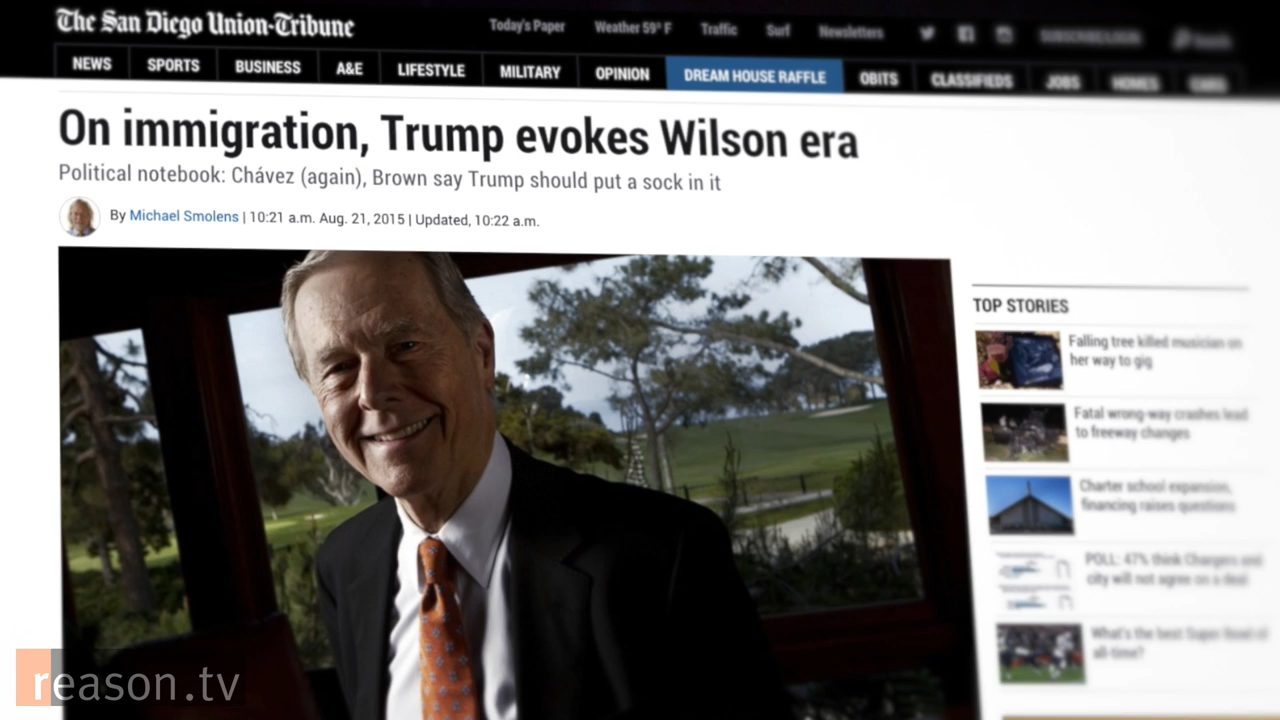 The San Diego Union-Tribune
Today's Paper Weather 59° F Traffic Surf Newsletters
NEWS SPORTS BUSINESS A&E LIFESTYLE MILITARY OPINION DREAM HOUSE RAFFLE OBITS CLASSIFIEDS JOBS HOMES CARS
On immigration, Trump evokes Wilson era
Political notebook: Chávez (again), Brown say Trump should put a sock in it
By Michael Smolens | 10:21 a.m. Aug. 21, 2015 | Updated, 10:22 a.m.
TOP STORIES
Falling tree killed musician on
her way to gig
Fatal wrong-way crashes lead
to freeway changes
Charter school expansion,
financing raises questions
POLL: 47% think Chargers and
city will not agree on a deal
What's the best Super Bowl of
all-time?
reason.tv